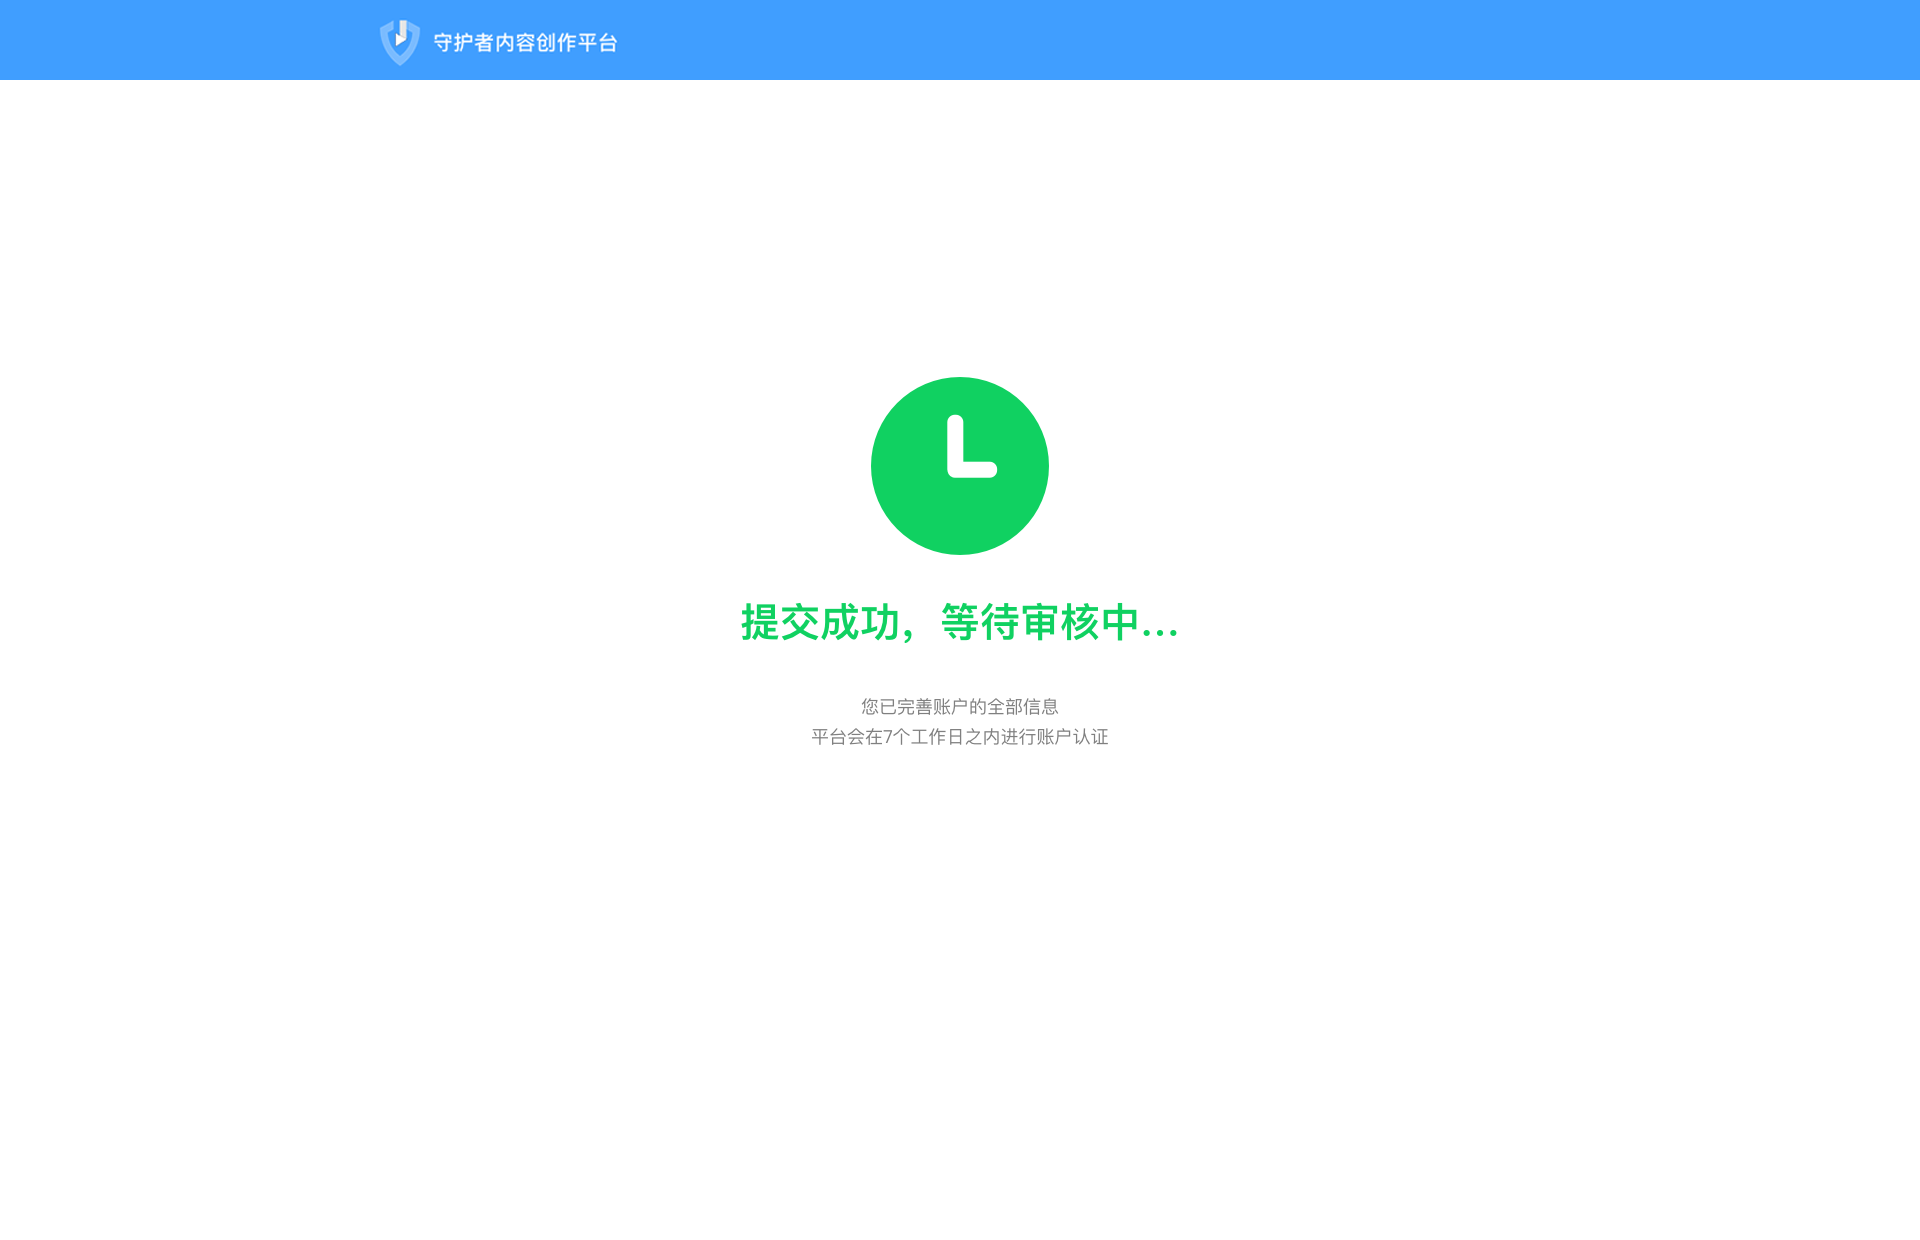 守护者内容创作平台
提交成功，等待审核中...
您已完善账户的全部信息
平台会在7个工作日之内进行账户认证